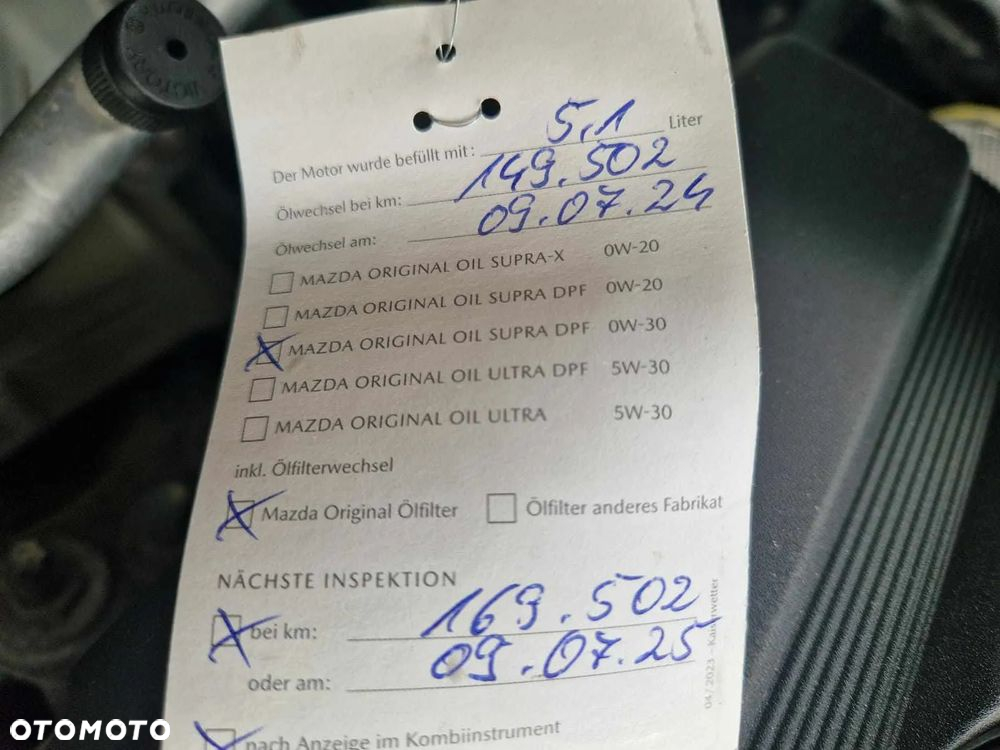 Der Motor wurde befüllt mit: 5,1 Liter
Ölwechsel bei km: 149.502
Ölwechsel am: 09.07.24
MAZDA ORIGINAL OIL SUPRA-X 0W-20
MAZDA ORIGINAL OIL SUPRA DPF 0W-20
MAZDA ORIGINAL OIL SUPRA DPF 0W-30
MAZDA ORIGINAL OIL ULTRA DPF 5W-30
MAZDA ORIGINAL OIL ULTRA 5W-30
inkl. Ölfilterwechsel
Mazda Original Ölfilter Ölfilter anderes Fabrikat
NÄCHSTE INSPEKTION
bei km: 169.502
oder am: 09.07.25
nach Anzeige im Kombiinstrument
04/2023 -
OTOMOTO